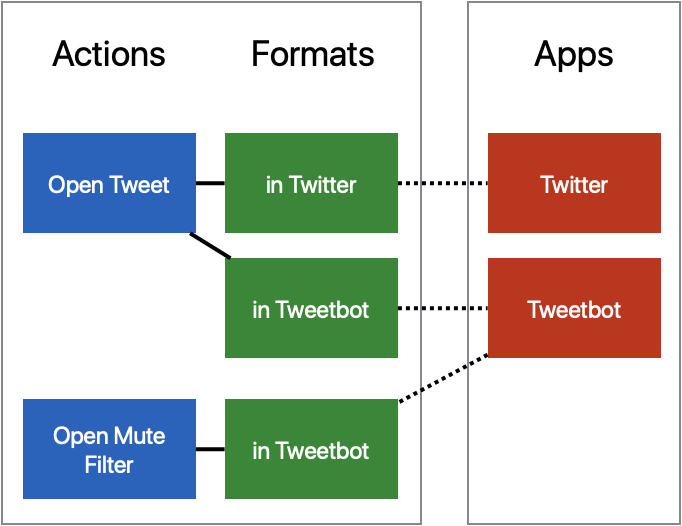 Actions
Formats
Apps
Open Tweet
in Twitter
Twitter
in Tweetbot
Tweetbot
Open Mute
Filter
in Tweetbot